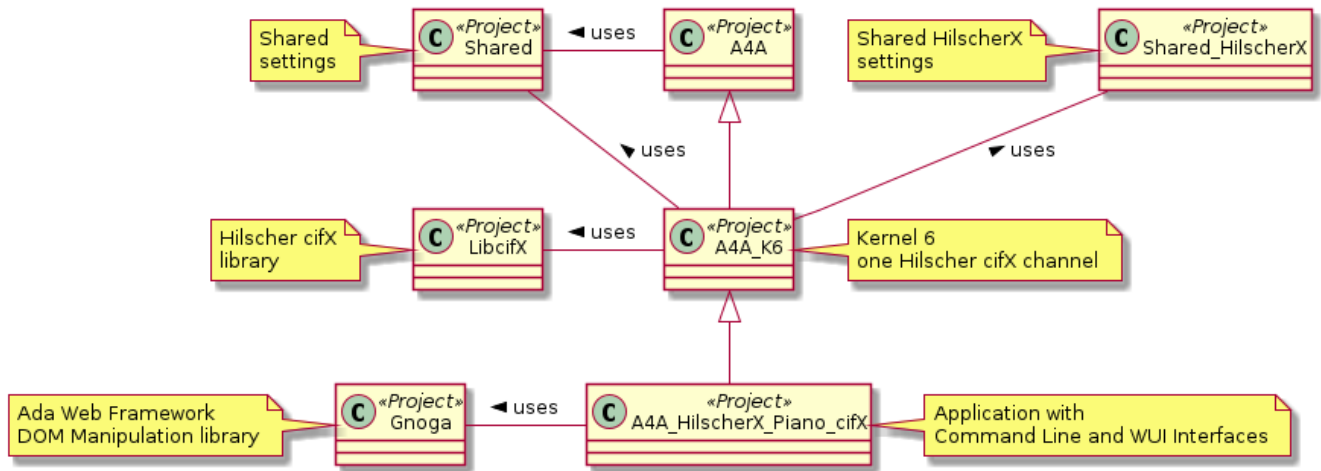 Shared
settings
C
«Project»
Shared
◄ uses
C
«Project»
A4A
Shared HilscherX
settings
C
«Project»
Shared_HilscherX
uses
uses
Hilscher cifX
library
C
«Project»
LibcifX
◄ uses
C
«Project»
A4A_K6
Kernel 6
one Hilscher cifX channel
Ada Web Framework
DOM Manipulation library
C
«Project»
Gnoga
◄ uses
C
«Project»
A4A_HilscherX_Piano_cifX
Application with
Command Line and WUI Interfaces